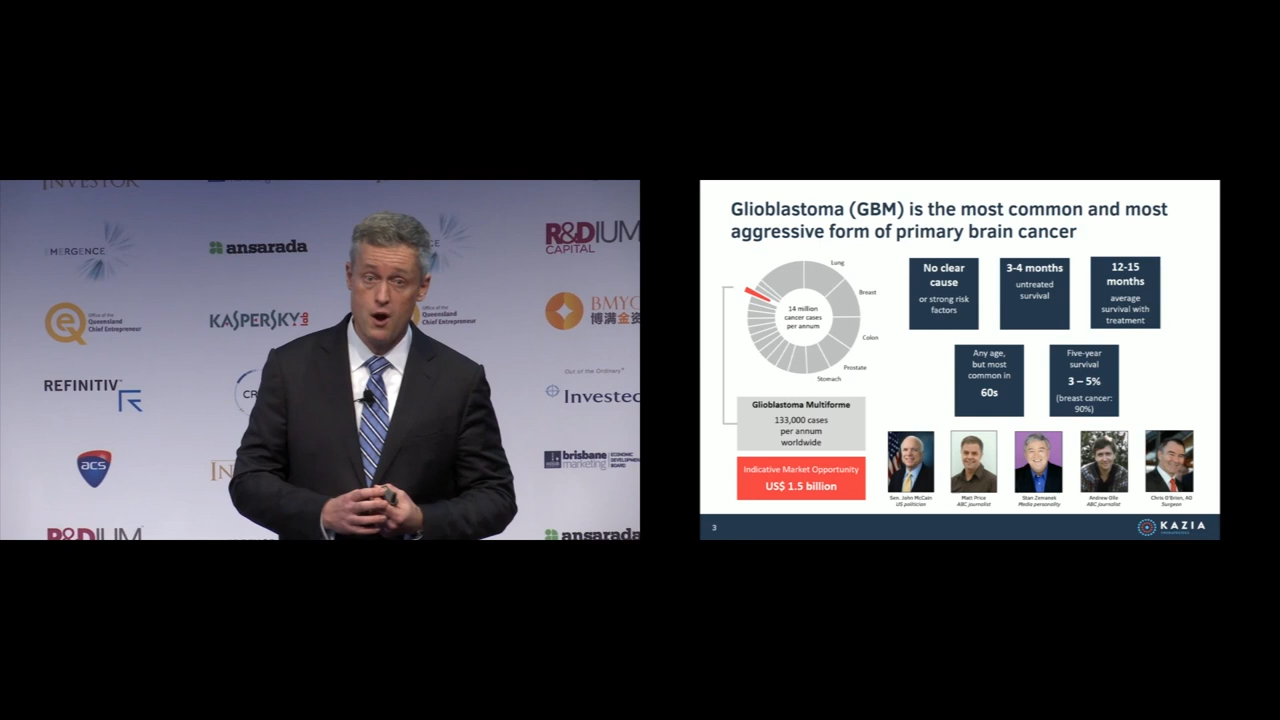 INVESTOR
EMERGENCE
ansarada
CE
R&DIUM
CAPITAL
Office of the
Queensland
Chief Entrepreneur
KASPERSKY lab
Office of the
Queensland
Chief Entrepreneur
BMYG
博满金资
REFINITIV
CR
Out of the Ordinary
Investec
acs
IN
brisbane
marketing
ECONOMIC
DEVELOPMENT
BOARD
R&DIUM
ansarada
Glioblastoma (GBM) is the most common and most
aggressive form of primary brain cancer
Lung
Breast
Colon
Prostate
Stomach
14 million
cancer cases
per annum
No clear
cause
or strong risk
factors
3-4 months
untreated
survival
12-15
months
average
survival with
treatment
Any age,
but most
common in
60s
Five-year
survival
3 – 5%
(breast cancer:
90%)
Glioblastoma Multiforme
133,000 cases
per annum
worldwide
Indicative Market Opportunity
US$ 1.5 billion
Sen. John McCain
US politician
Matt Price
ABC journalist
Stan Zemanek
Media personality
Andrew Olle
ABC journalist
Chris O'Brien, AO
Surgeon
3
KAZIA